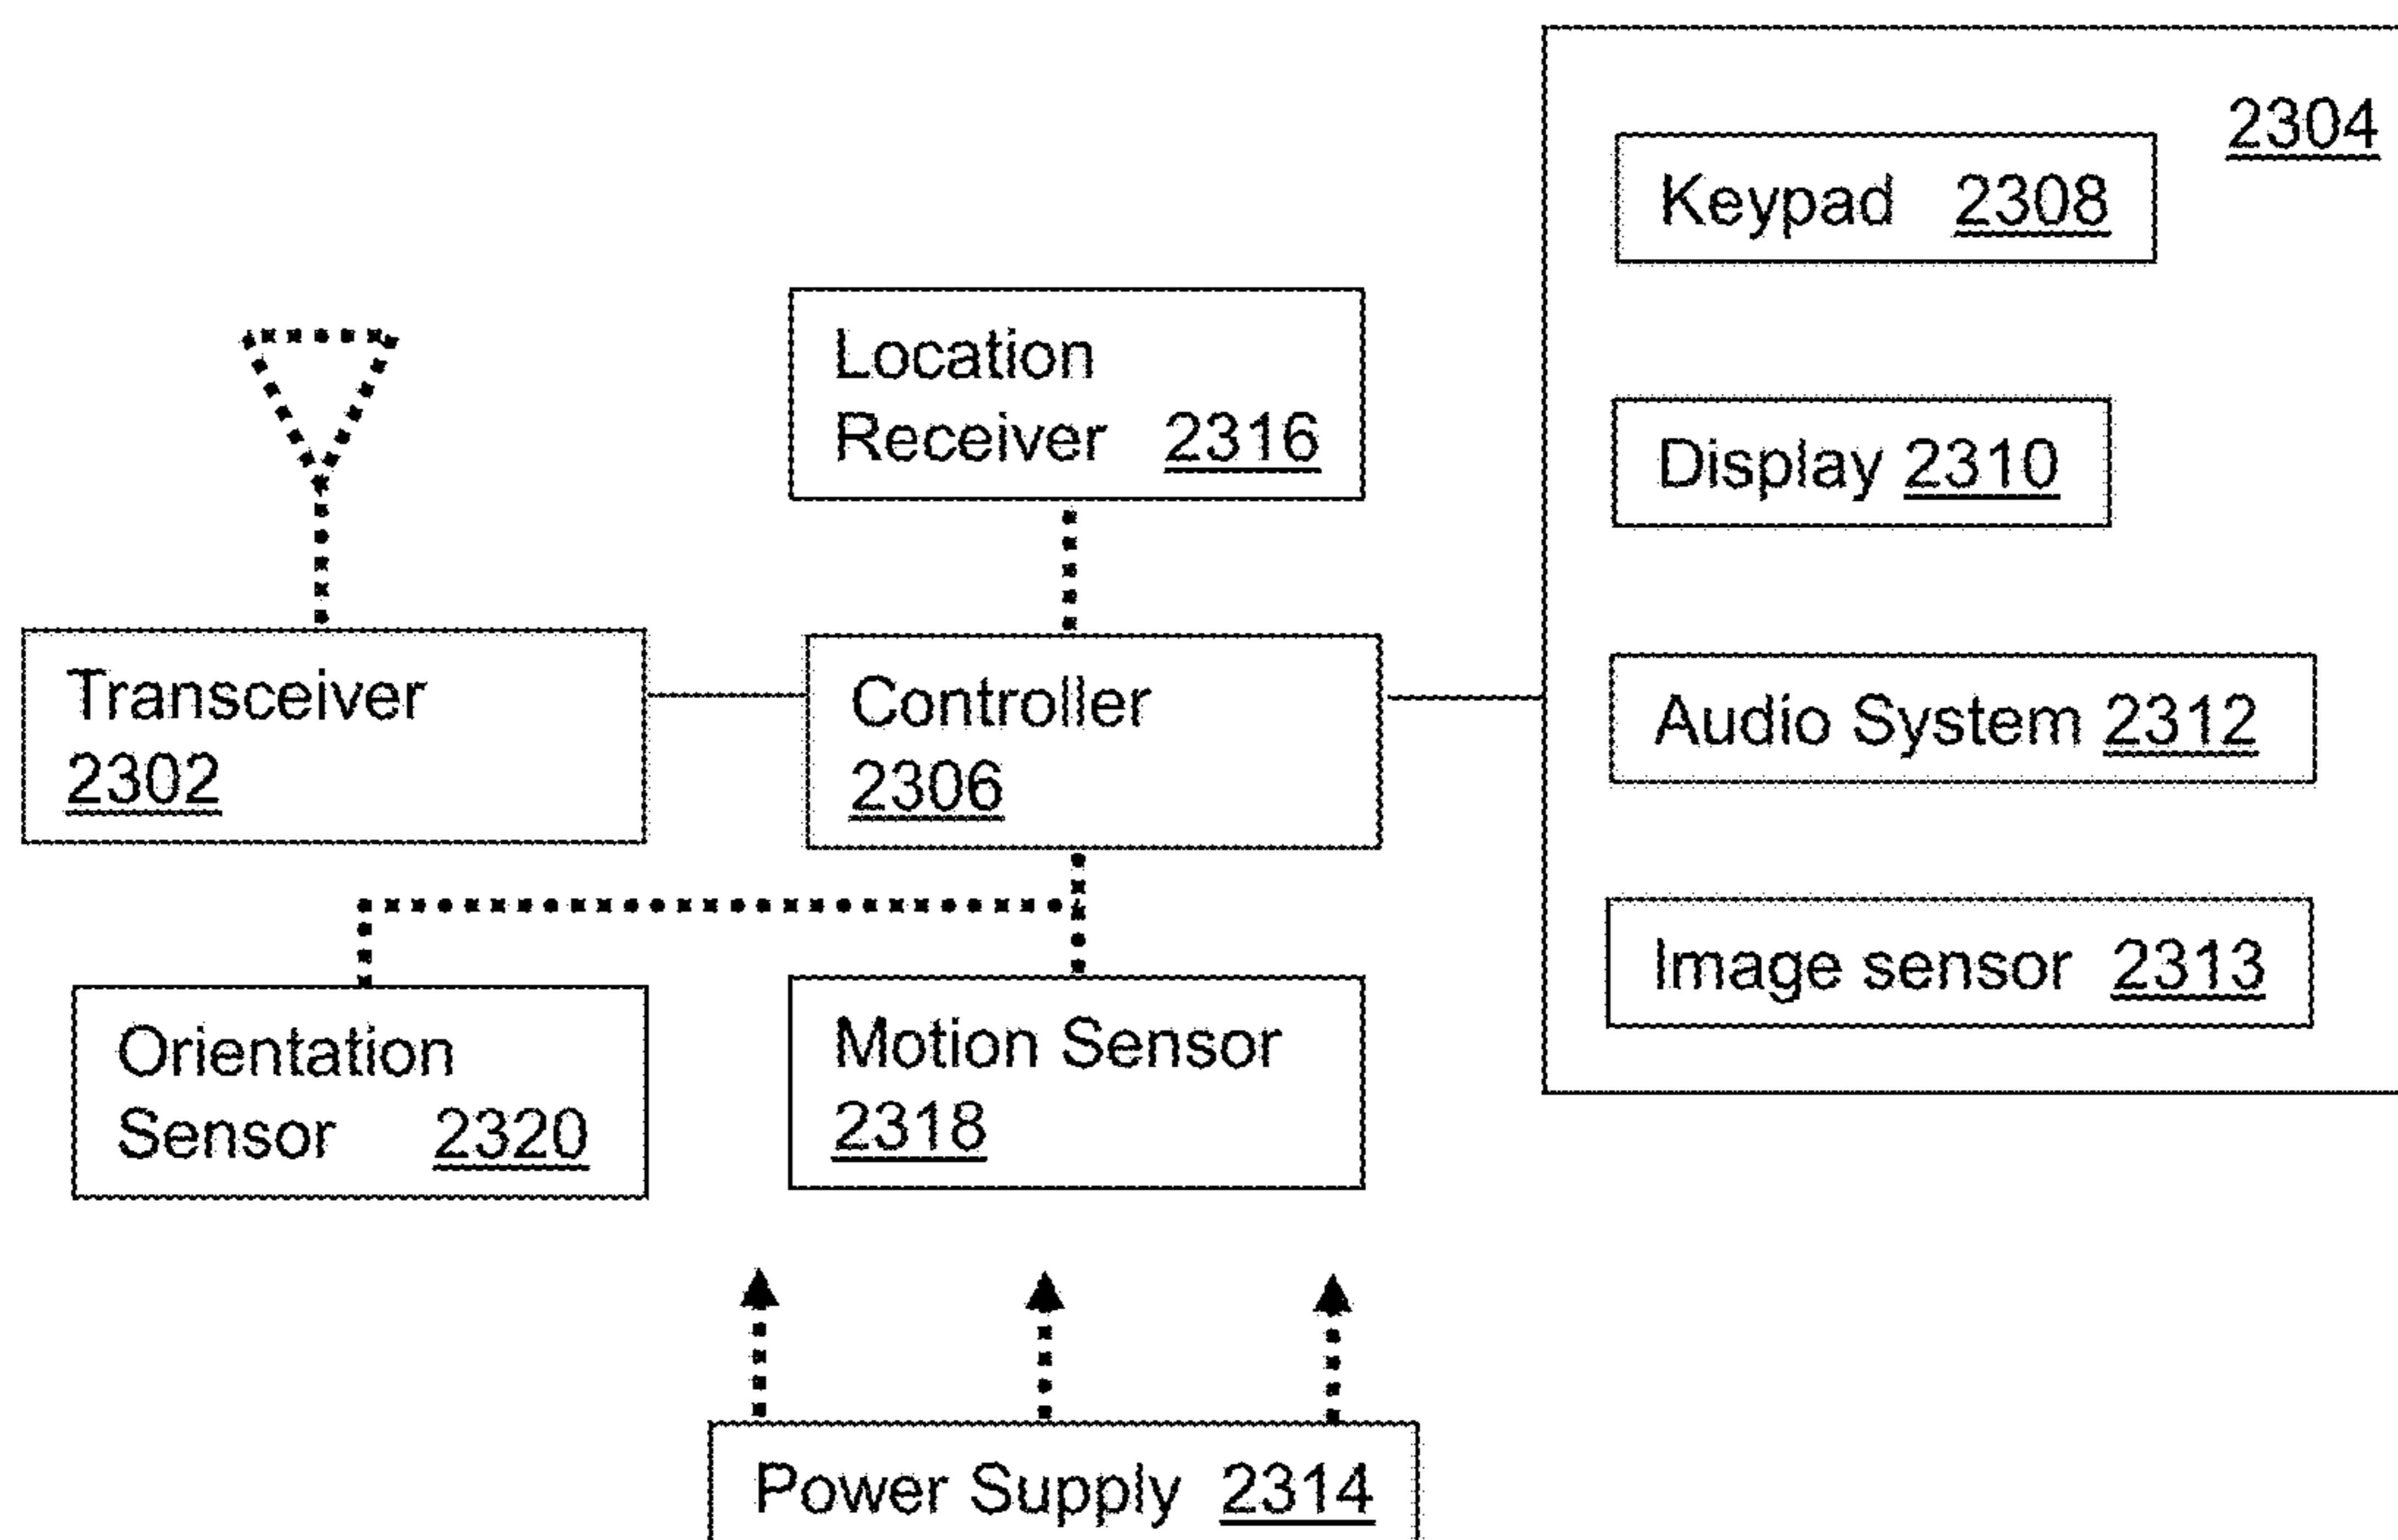 2304
Keypad 2308
Location
Receiver 2316
Display 2310
Transceiver
2302
Controller
2306
Audio System 2312
Image sensor 2313
Orientation
Sensor 2320
Motion Sensor
2318
Power Supply 2314